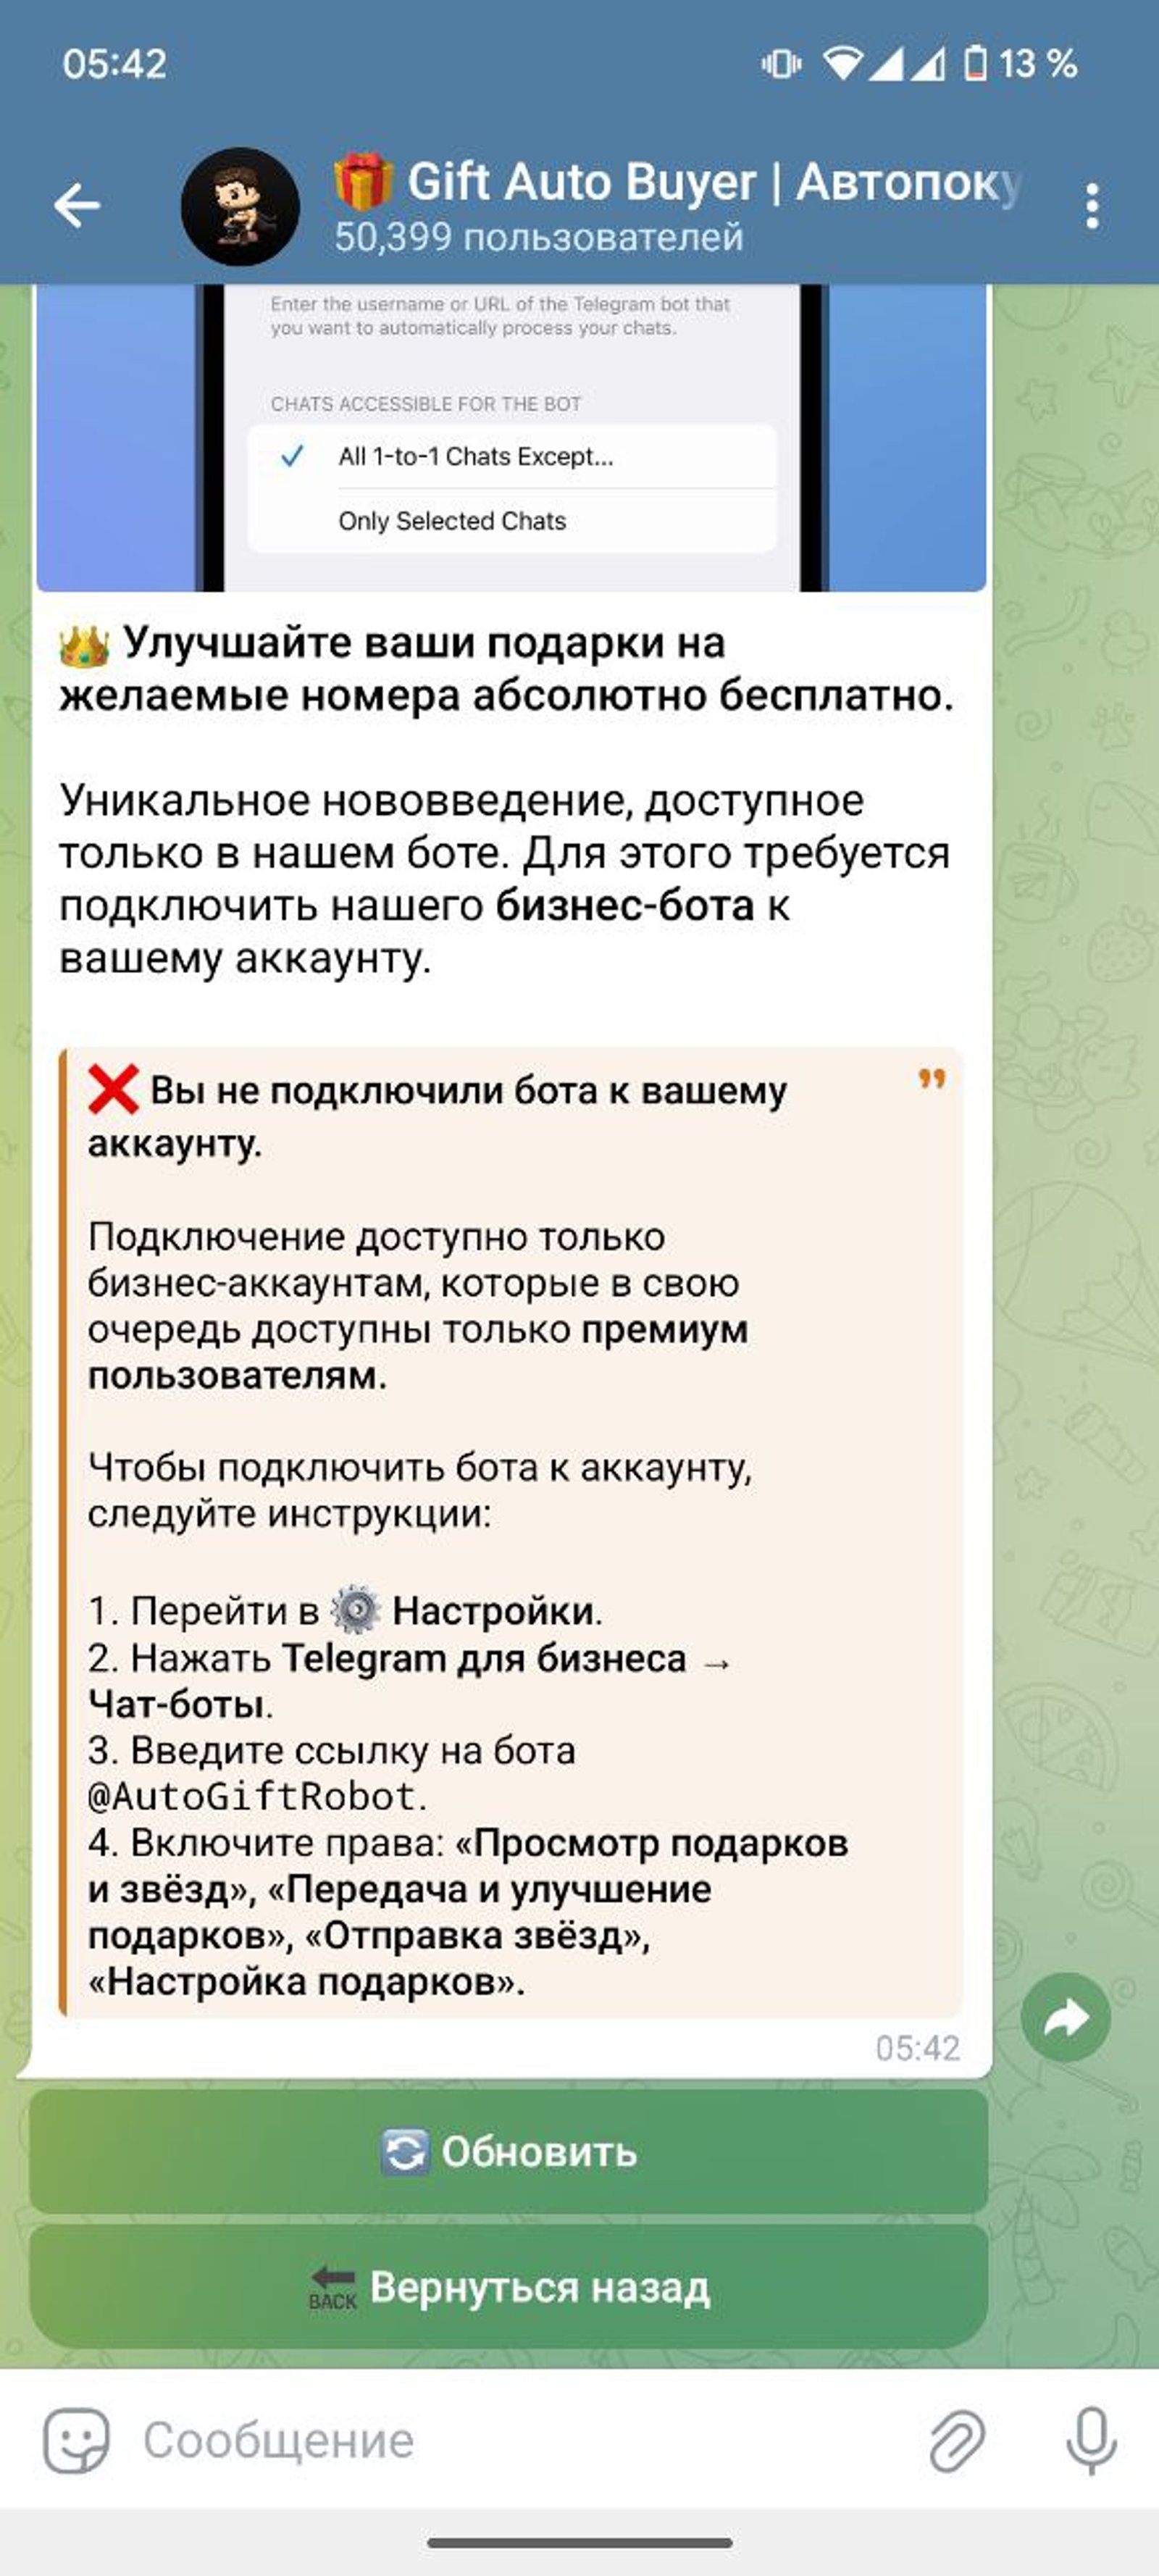 05:42
13 %
Gift Auto Buyer | Автопоку
50,399 пользователей
Enter the username or URL of the Telegram bot that
you want to automatically process your chats.
CHATS ACCESSIBLE FOR THE BOT
All 1-to-1 Chats Except...
Only Selected Chats
Улучшайте ваши подарки на
желаемые номера абсолютно бесплатно.
Уникальное нововведение, доступное
только в нашем боте. Для этого требуется
подключить нашего бизнес-бота к
вашему аккаунту.
Вы не подключили бота к вашему
аккаунту.
Подключение доступно только
бизнес-аккаунтам, которые в свою
очередь доступны только премиум
пользователям.
Чтобы подключить бота к аккаунту,
следуйте инструкции:
1. Перейти в ⚙️ Настройки.
2. Нажать Telegram для бизнеса →
Чат-боты.
3. Введите ссылку на бота
@AutoGiftRobot.
4. Включите права: «Просмотр подарков
и звёзд», «Передача и улучшение
подарков», «Отправка звёзд»,
«Настройка подарков».
05:42
Обновить
BACK Вернуться назад
Сообщение